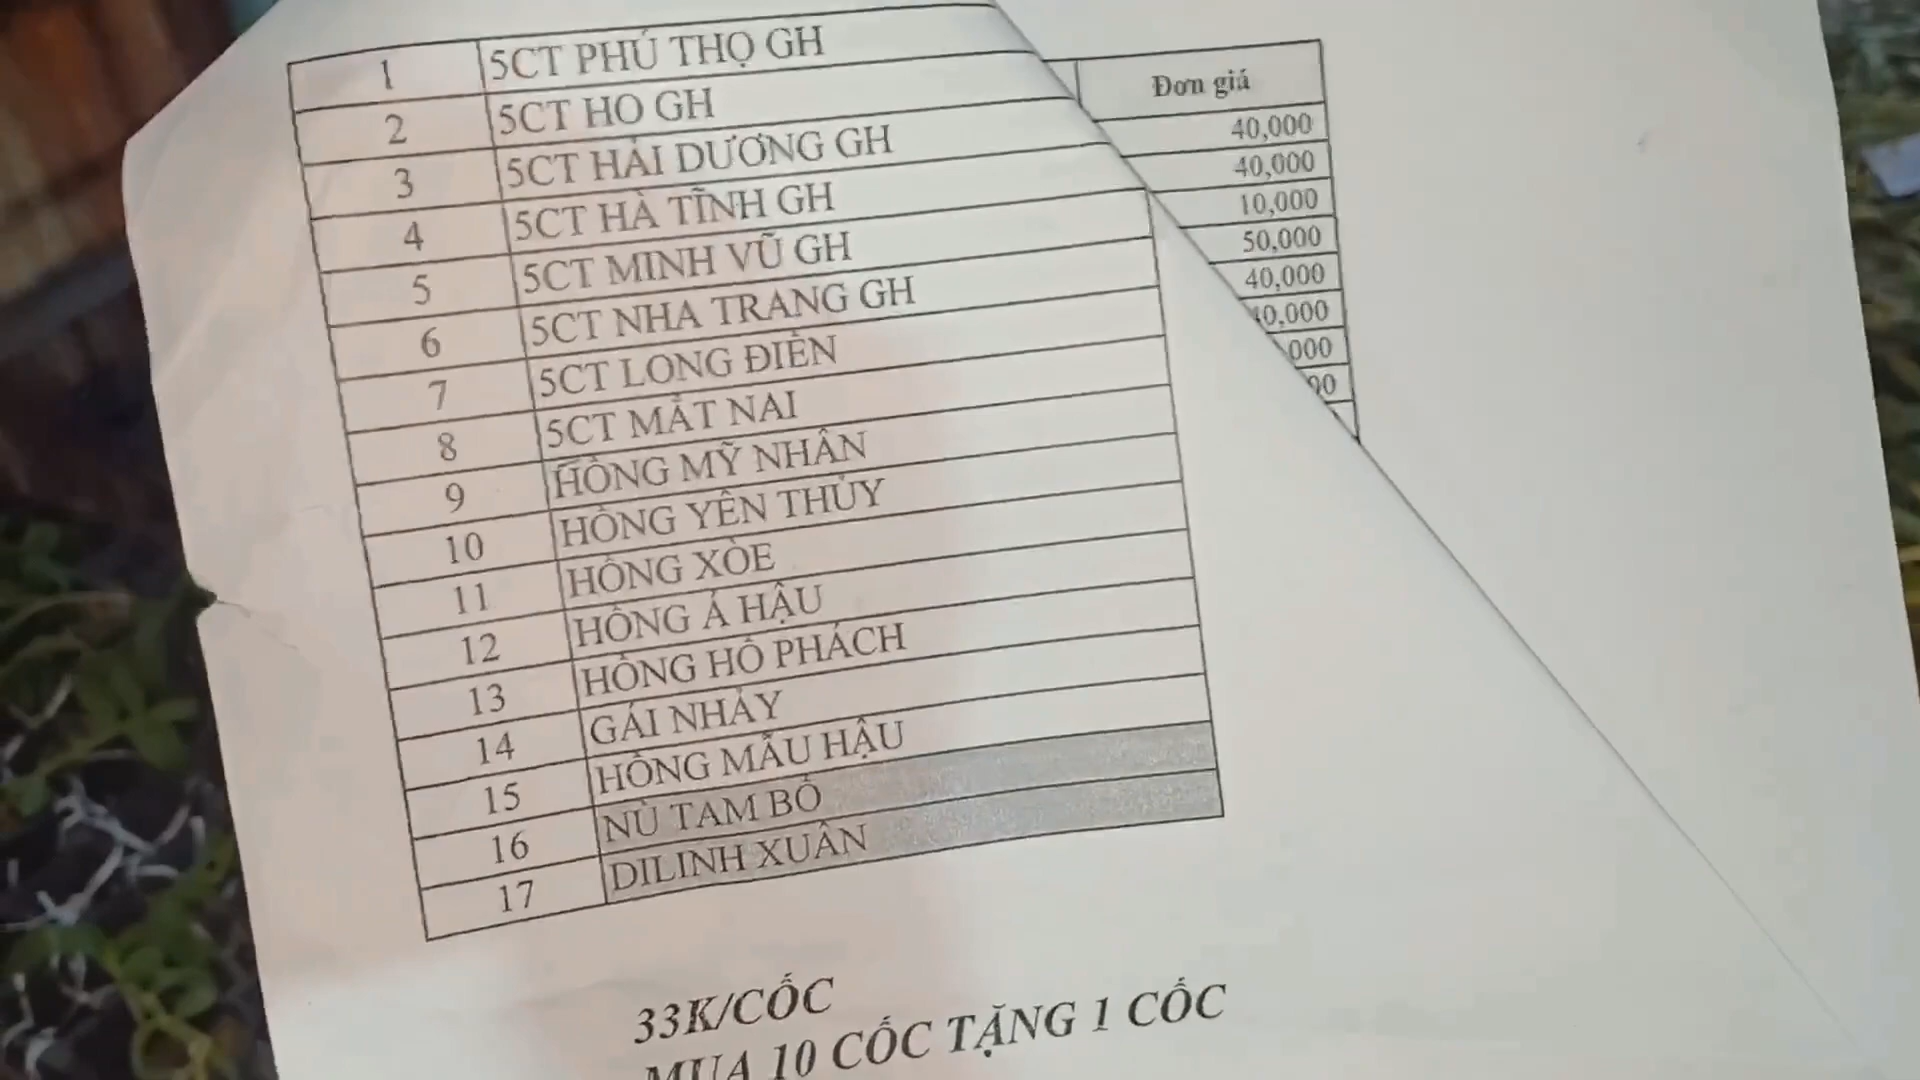 1 5CT PHÚ THỌ GH
2 5CT HO GH
3 5CT HẢI DƯƠNG GH
4 5CT HÀ TĨNH GH
5 5CT MINH VŨ GH
6 5CT NHA TRANG GH
7 5CT LONG ĐIỀN
8 5CT MẮT NAI
9 HỒNG MỸ NHÂN
10 HỒNG YÊN THỦY
11 HỒNG XÒE
12 HỒNG Á HẬU
13 HỒNG HỔ PHÁCH
14 GÁI NHẢY
15 HỒNG MẪU HẬU
16 NÙ TAM BỐ
17 DILINH XUÂN
33K/CỐC
MUA 10 CỐC TẶNG 1 CỐC
Đơn giá
40,000
40,000
10,000
50,000
40,000